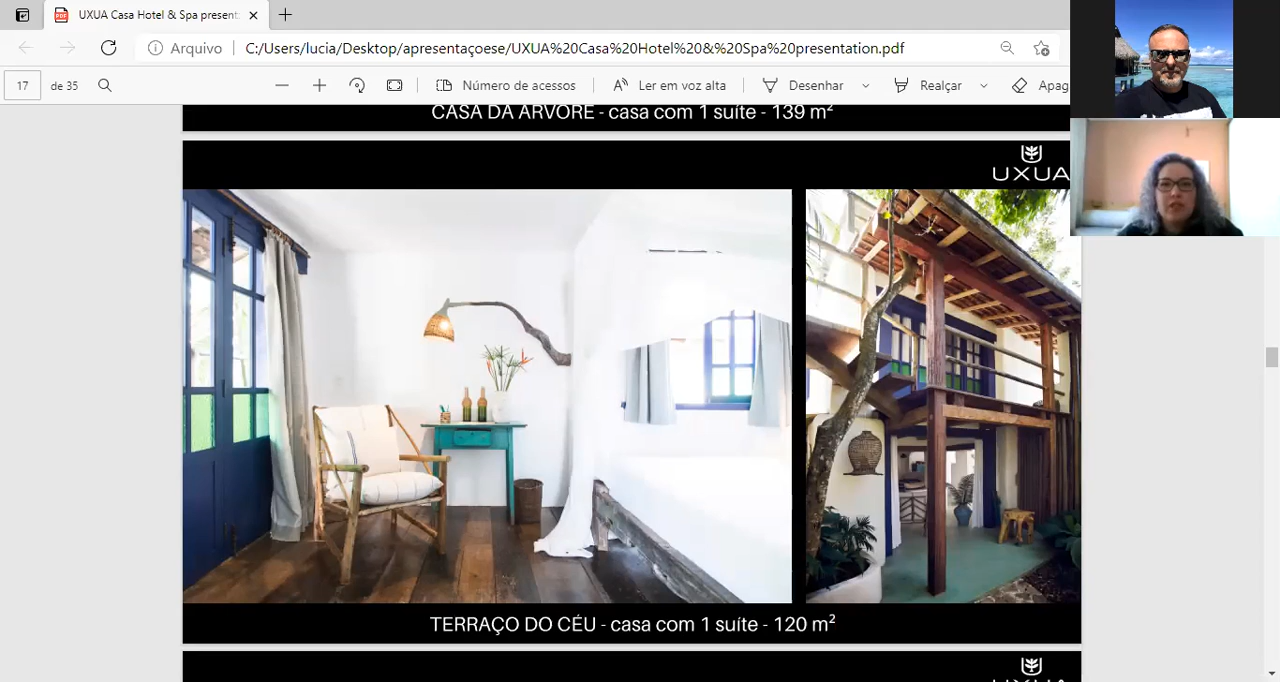 UXUA Casa Hotel & Spa present
Arquivo
C:/Users/lucia/Desktop/apresentaçoese/UXUA%20Casa%20Hotel%20&%20Spa%20presentation.pdf
17 de 35
Número de acessos
Ler em voz alta
Desenhar
Realçar
Apag
CASA DA ÁRVORE - casa com 1 suíte - 139 m²
UXUA
TERRAÇO DO CÉU - casa com 1 suíte - 120 m²
UXUA